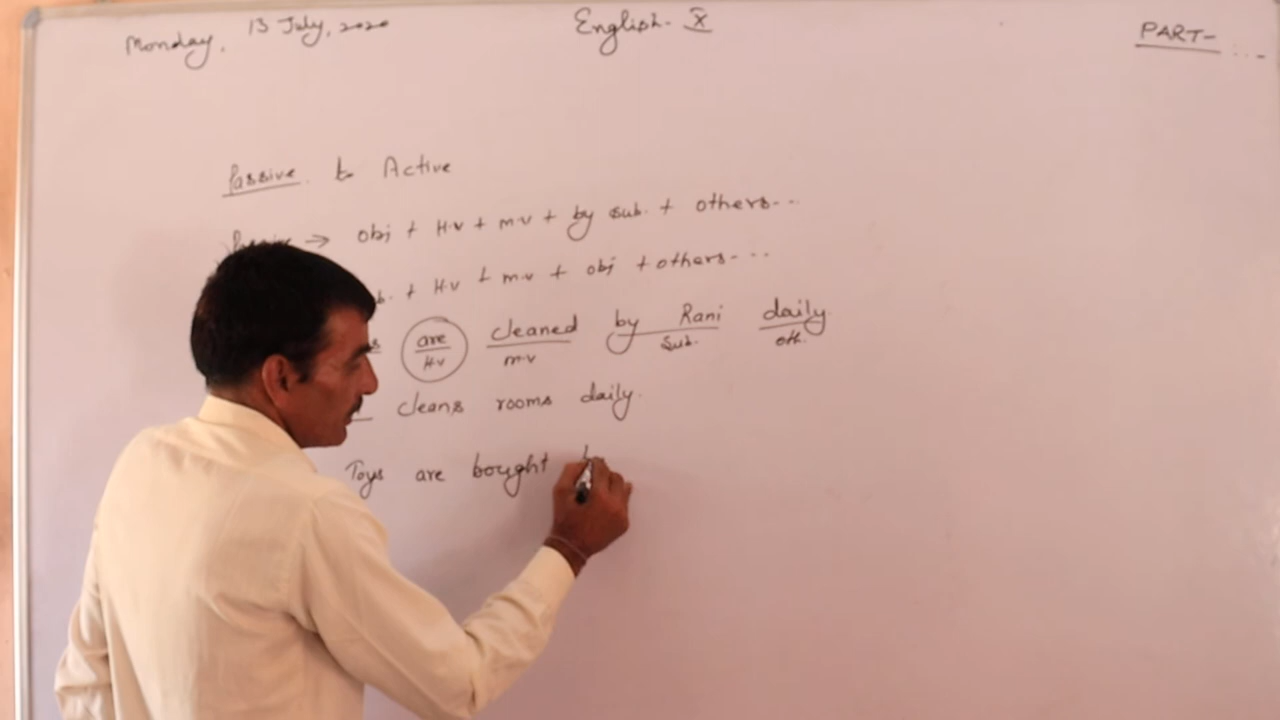 Monday, 13 July, 2020 English - X PART- ...
Passive to Active
Passive → obj + H.v + m.v + by sub. + others...
+ H.v + m.v + obj + others-...
are cleaned by Rani daily.
H.v m.v Sub. oth.
cleans rooms daily.
Toys are bought